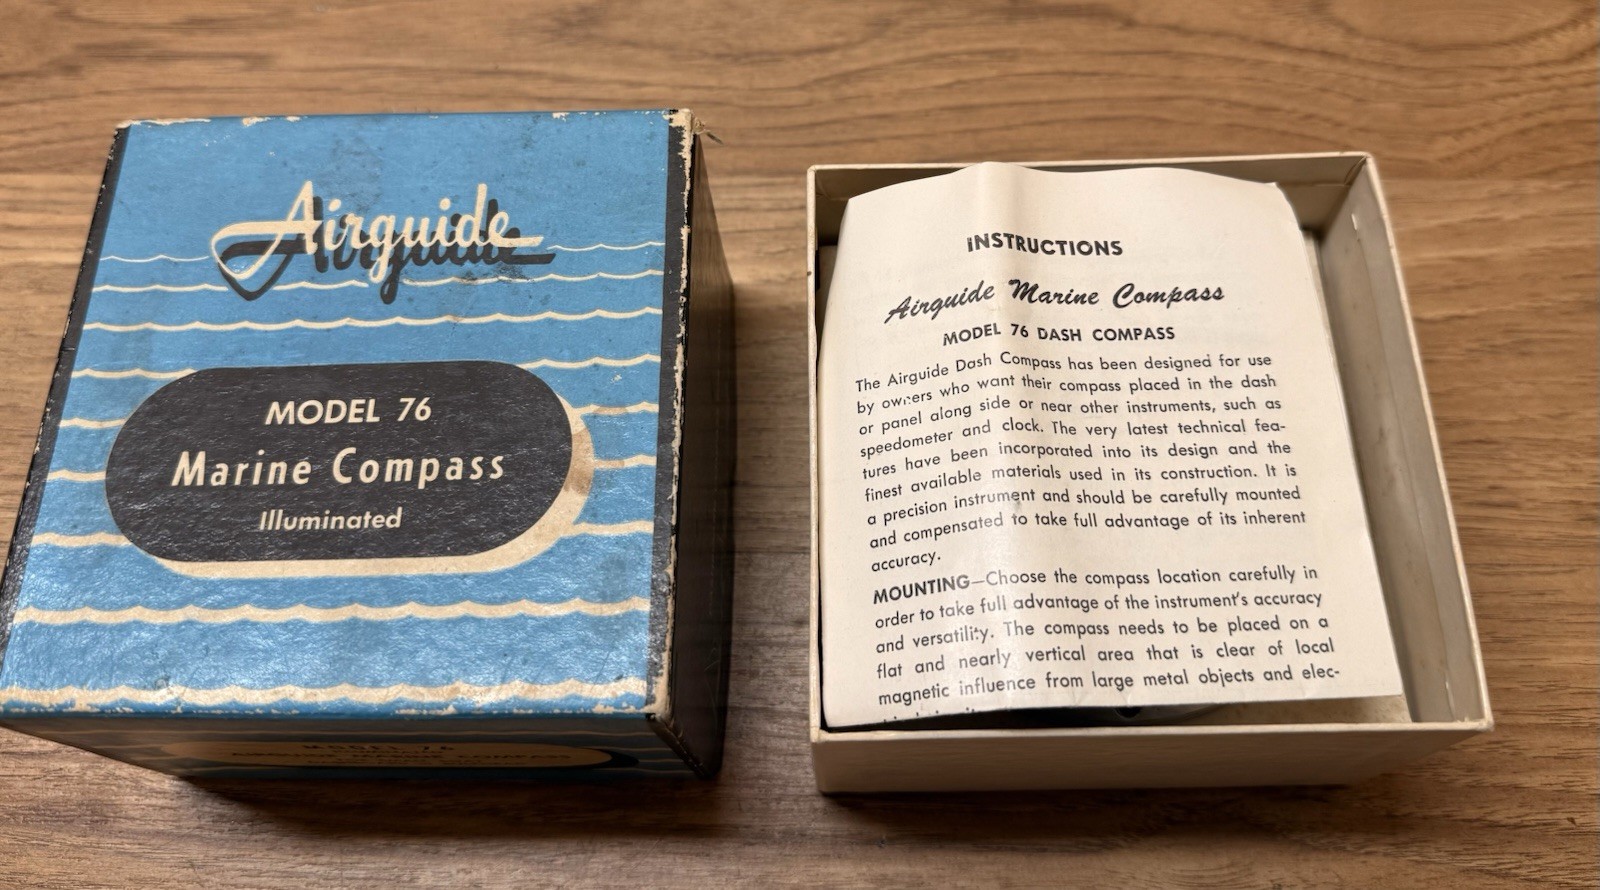 Airguide
MODEL 76
Marine Compass
Illuminated
MODEL 76
AIRGUIDE MARINE COMPASS
INSTRUCTIONS
Airguide Marine Compass
MODEL 76 DASH COMPASS
The Airguide Dash Compass has been designed for use
by owners who want their compass placed in the dash
or panel along side or near other instruments, such as
speedometer and clock. The very latest technical fea-
tures have been incorporated into its design and the
finest available materials used in its construction. It is
a precision instrument and should be carefully mounted
and compensated to take full advantage of its inherent
accuracy.
MOUNTING—Choose the compass location carefully in
order to take full advantage of the instrument's accuracy
and versatility. The compass needs to be placed on a
flat and nearly vertical area that is clear of local
magnetic influence from large metal objects and elec-